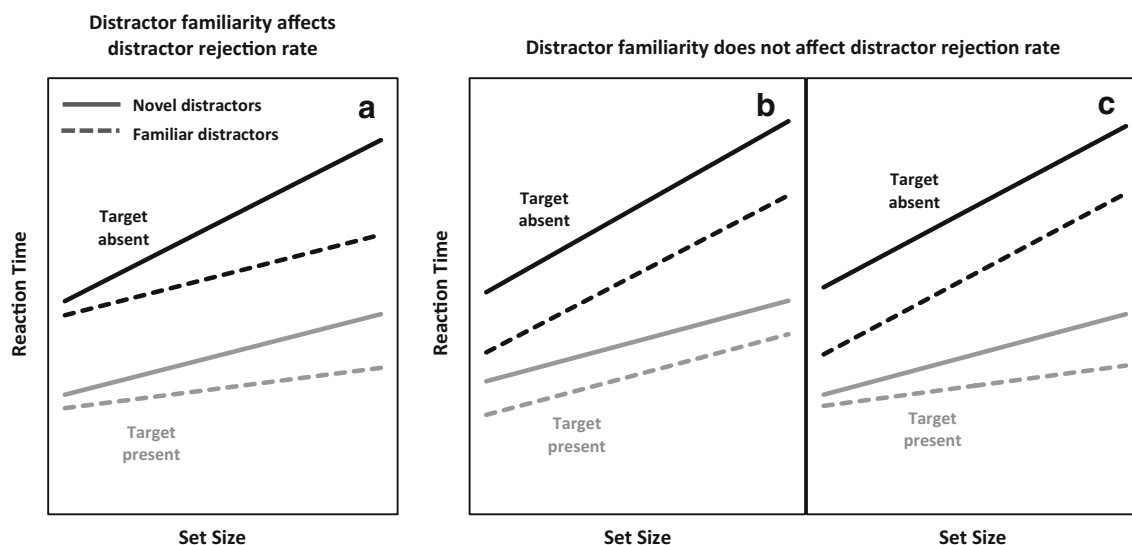 Distractor familiarity affects
distractor rejection rate
Distractor familiarity does not affect distractor rejection rate
a
Novel distractors
Familiar distractors
Target
absent
Target
present
Reaction Time
Set Size
b
Target
absent
Target
present
Reaction Time
Set Size
c
Target
absent
Target
present
Set Size